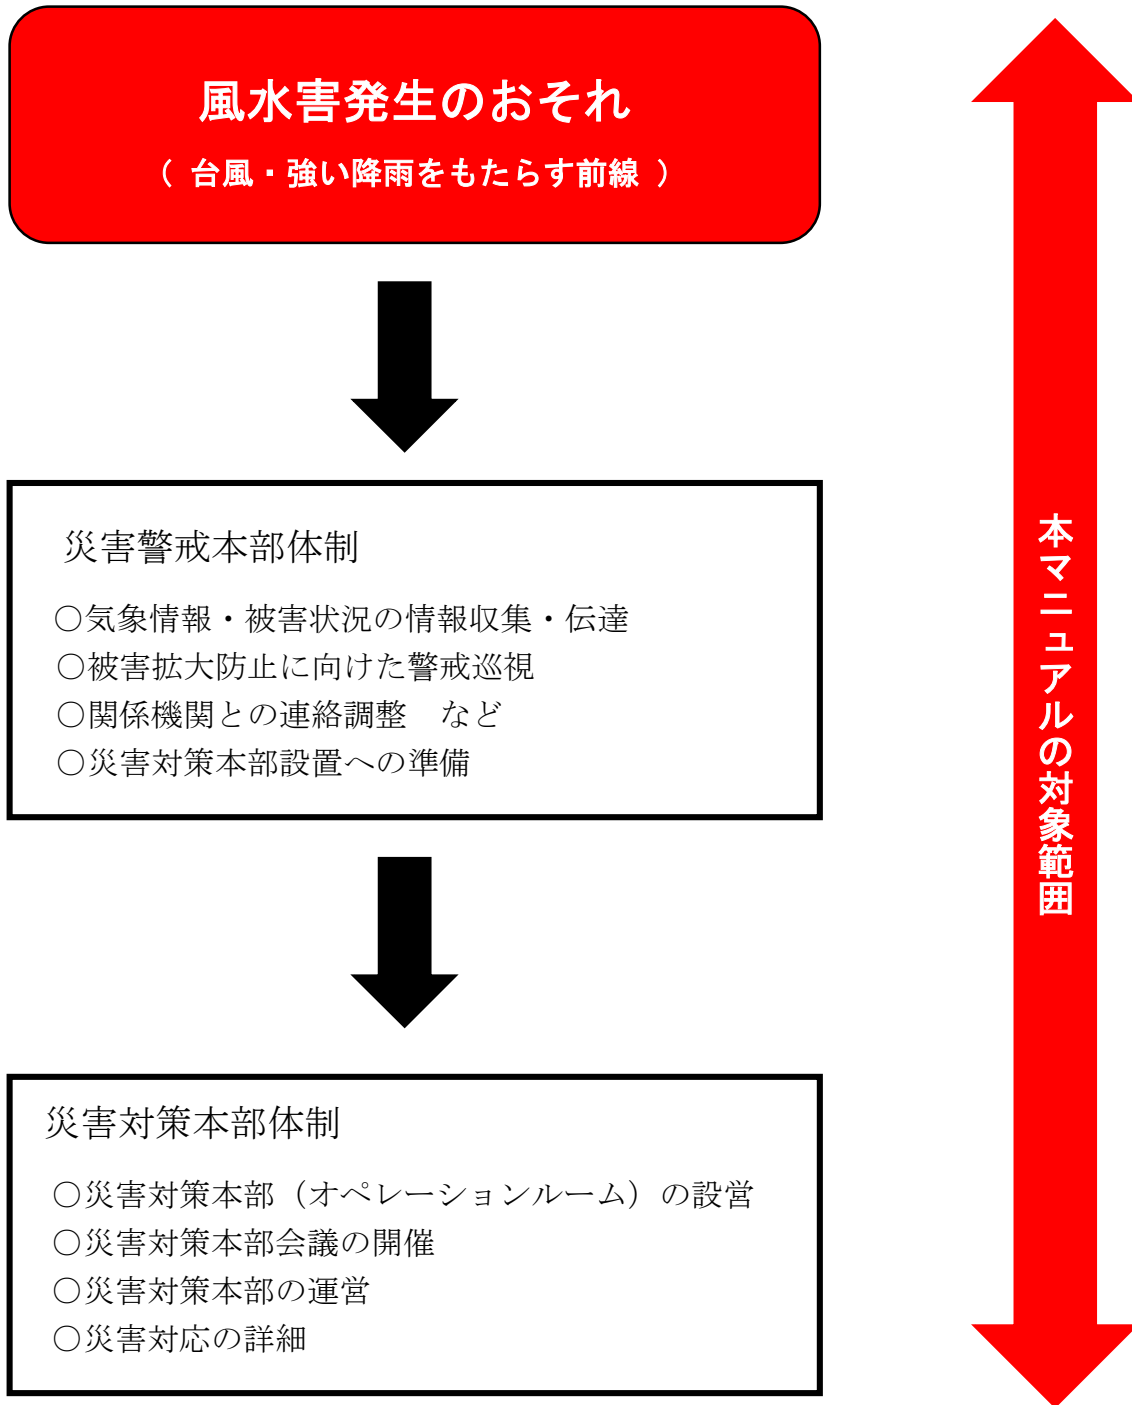 風水害発生のおそれ
（ 台風・強い降雨をもたらす前線 ）
災害警戒本部体制
○気象情報・被害状況の情報収集・伝達
○被害拡大防止に向けた警戒巡視
○関係機関との連絡調整　など
○災害対策本部設置への準備
災害対策本部体制
○災害対策本部（オペレーションルーム）の設営
○災害対策本部会議の開催
○災害対策本部の運営
○災害対応の詳細
本マニュアルの対象範囲